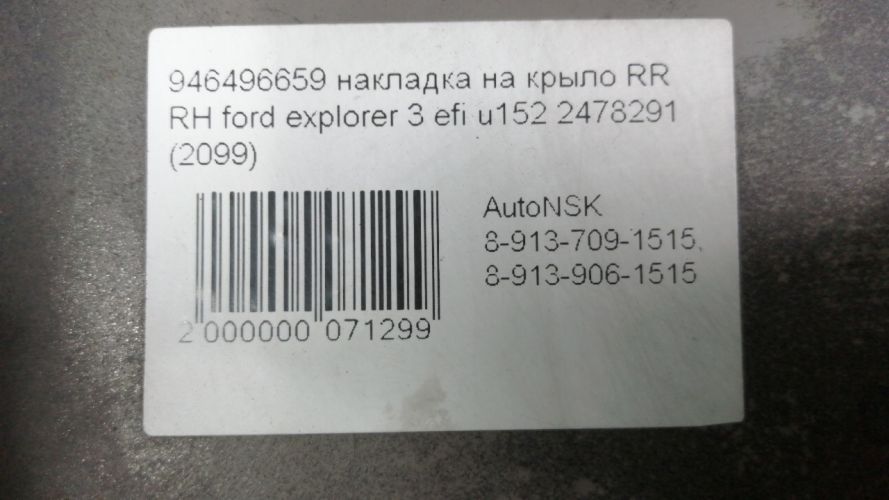 946496659 накладка на крыло RR
RH ford explorer 3 efi u152 2478291
(2099)
AutoNSK
8-913-709-1515,
8-913-906-1515
2 000000 071299